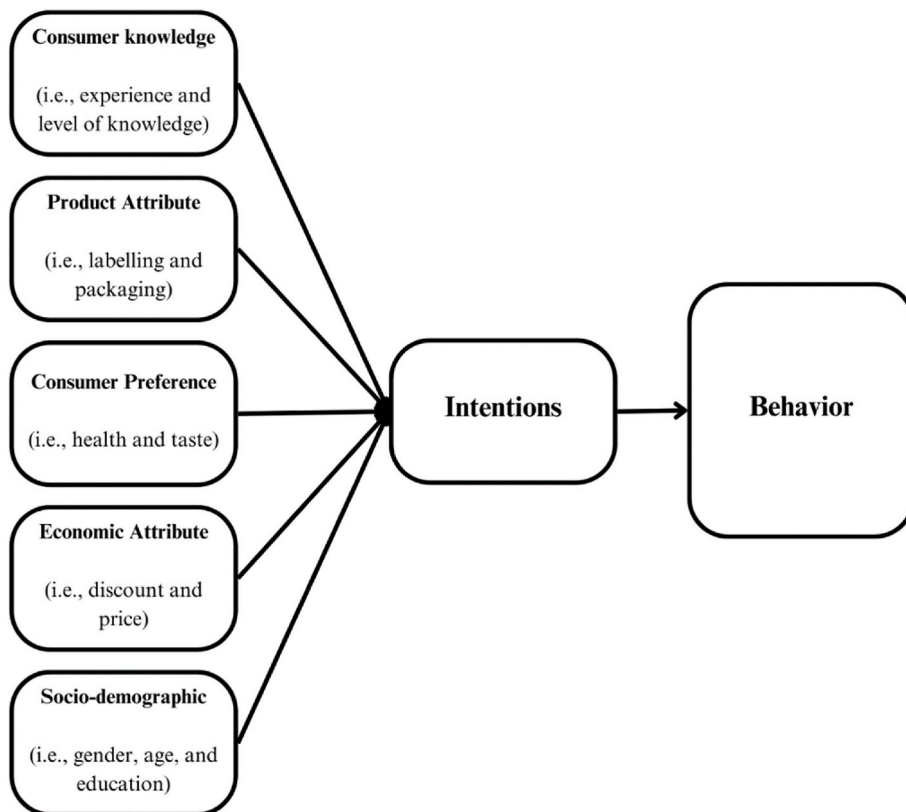 Consumer knowledge
(i.e., experience and
level of knowledge)
Product Attribute
(i.e., labelling and
packaging)
Consumer Preference
(i.e., health and taste)
Economic Attribute
(i.e., discount and
price)
Socio-demographic
(i.e., gender, age, and
education)
Intentions
Behavior